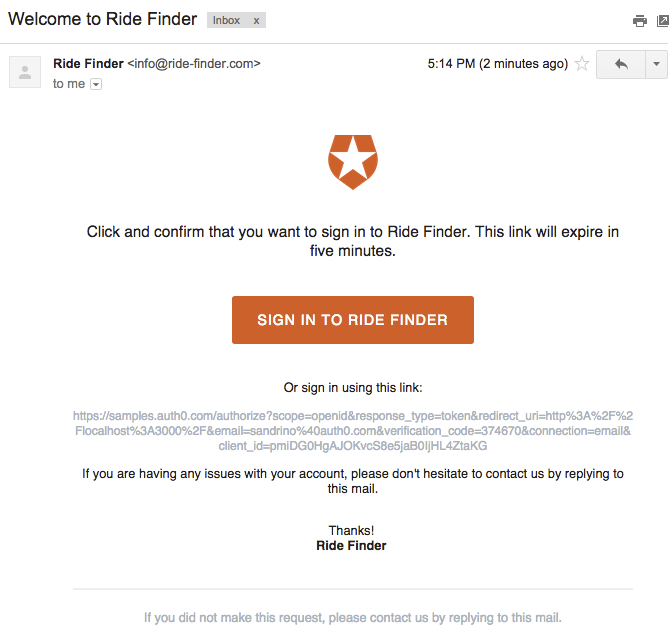 Welcome to Ride Finder Inbox x
Ride Finder <info@ride-finder.com> 5:14 PM (2 minutes ago)
to me
Click and confirm that you want to sign in to Ride Finder. This link will expire in
five minutes.
SIGN IN TO RIDE FINDER
Or sign in using this link:
https://samples.auth0.com/authorize?scope=openid&response_type=token&redirect_uri=http%3A%2F%2
Flocalhost%3A3000%2F&email=sandrino%40auth0.com&verification_code=374670&connection=email&
client_id=pmiDG0HgAJOKvcS8e5jaB0IjHL4ZtaKG
If you are having any issues with your account, please don't hesitate to contact us by replying to
this mail.
Thanks!
Ride Finder
If you did not make this request, please contact us by replying to this mail.